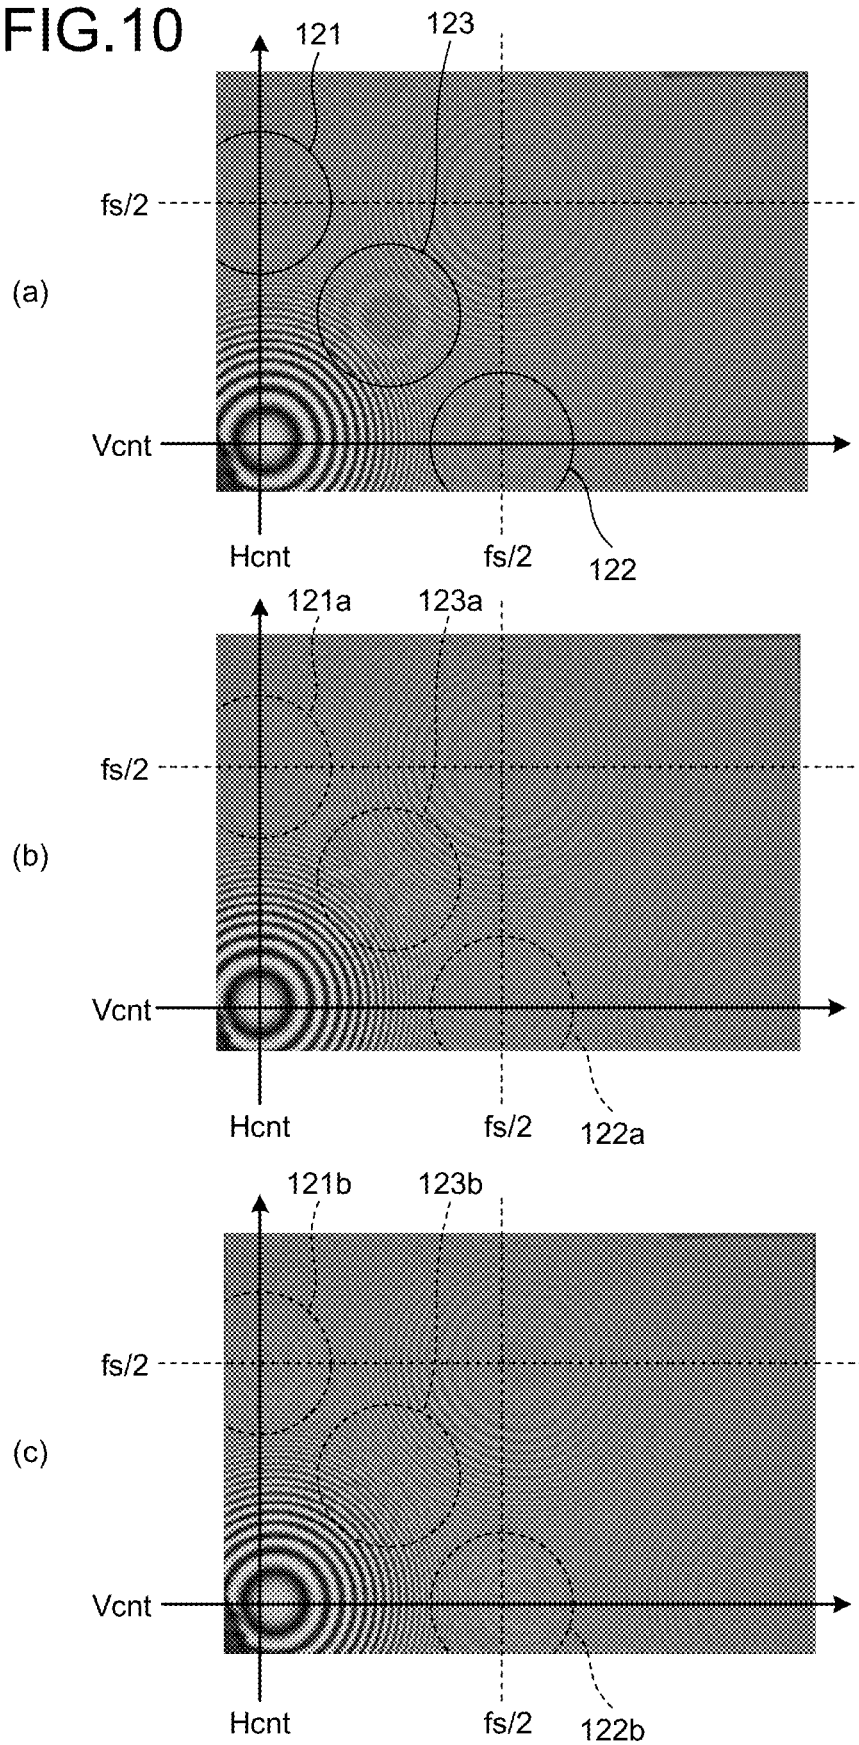 FIG.10
121
123
fs/2
(a)
Vcnt
Hcnt
fs/2
122
121a
123a
fs/2
(b)
Vcnt
Hcnt
fs/2
122a
121b
123b
fs/2
(c)
Vcnt
Hcnt
fs/2
122b